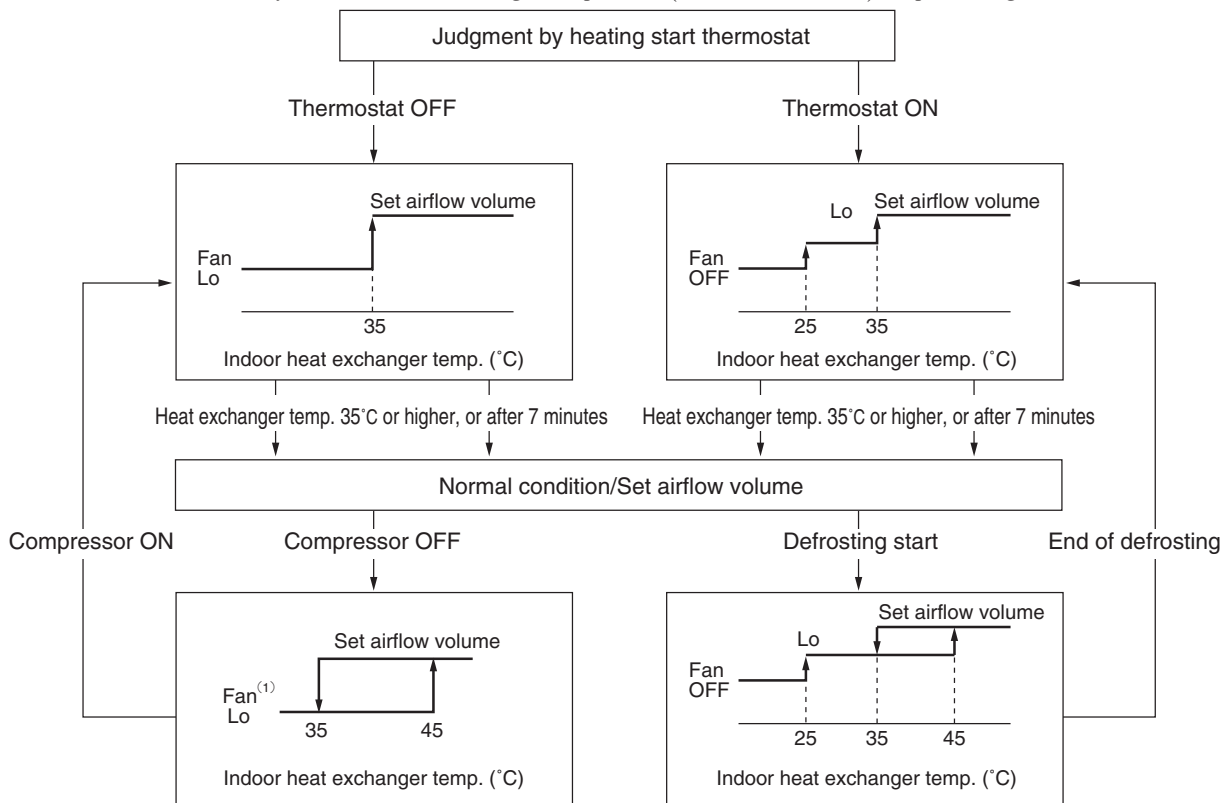 Judgment by heating start thermostat
Thermostat OFF
Thermostat ON
Set airflow volume
Fan
Lo
35
Indoor heat exchanger temp. (˚C)
Lo
Set airflow volume
Fan
OFF
25
35
Indoor heat exchanger temp. (˚C)
Heat exchanger temp. 35˚C or higher, or after 7 minutes
Heat exchanger temp. 35˚C or higher, or after 7 minutes
Normal condition/Set airflow volume
Compressor ON
Compressor OFF
Defrosting start
End of defrosting
Set airflow volume
Fan(1)
Lo
35
45
Indoor heat exchanger temp. (˚C)
Set airflow volume
Lo
Fan
OFF
25
35
45
Indoor heat exchanger temp. (˚C)